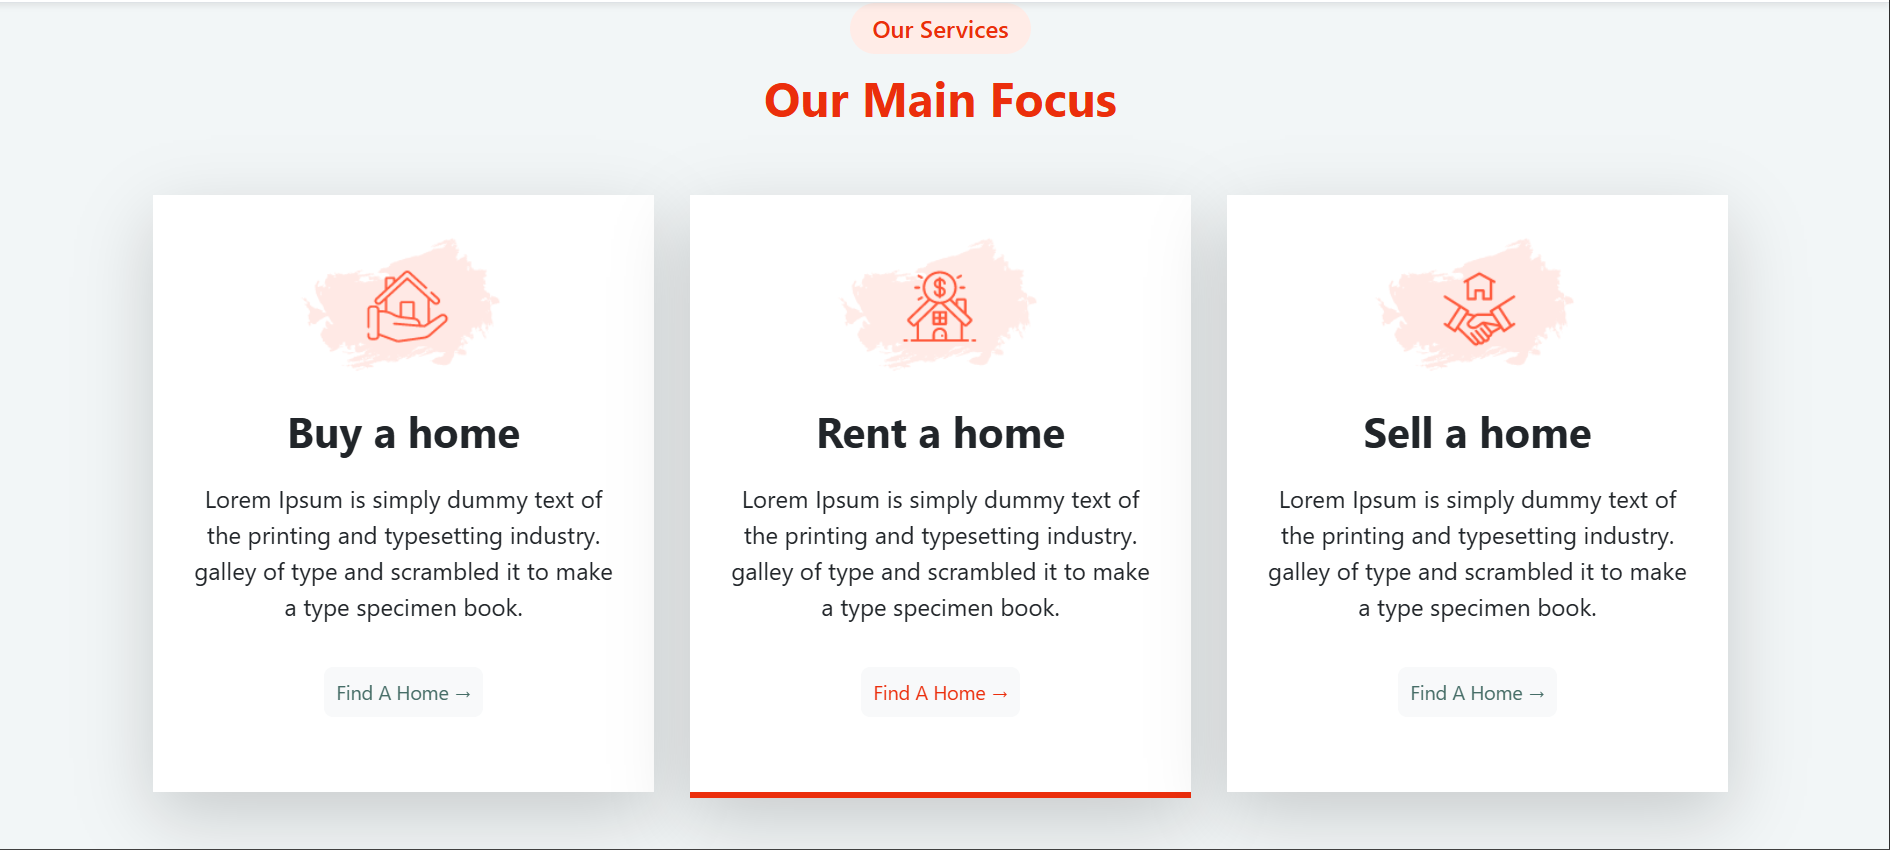 Our Services
Our Main Focus
Buy a home
Lorem Ipsum is simply dummy text of
the printing and typesetting industry.
galley of type and scrambled it to make
a type specimen book.
Find A Home →
Rent a home
Lorem Ipsum is simply dummy text of
the printing and typesetting industry.
galley of type and scrambled it to make
a type specimen book.
Find A Home →
Sell a home
Lorem Ipsum is simply dummy text of
the printing and typesetting industry.
galley of type and scrambled it to make
a type specimen book.
Find A Home →